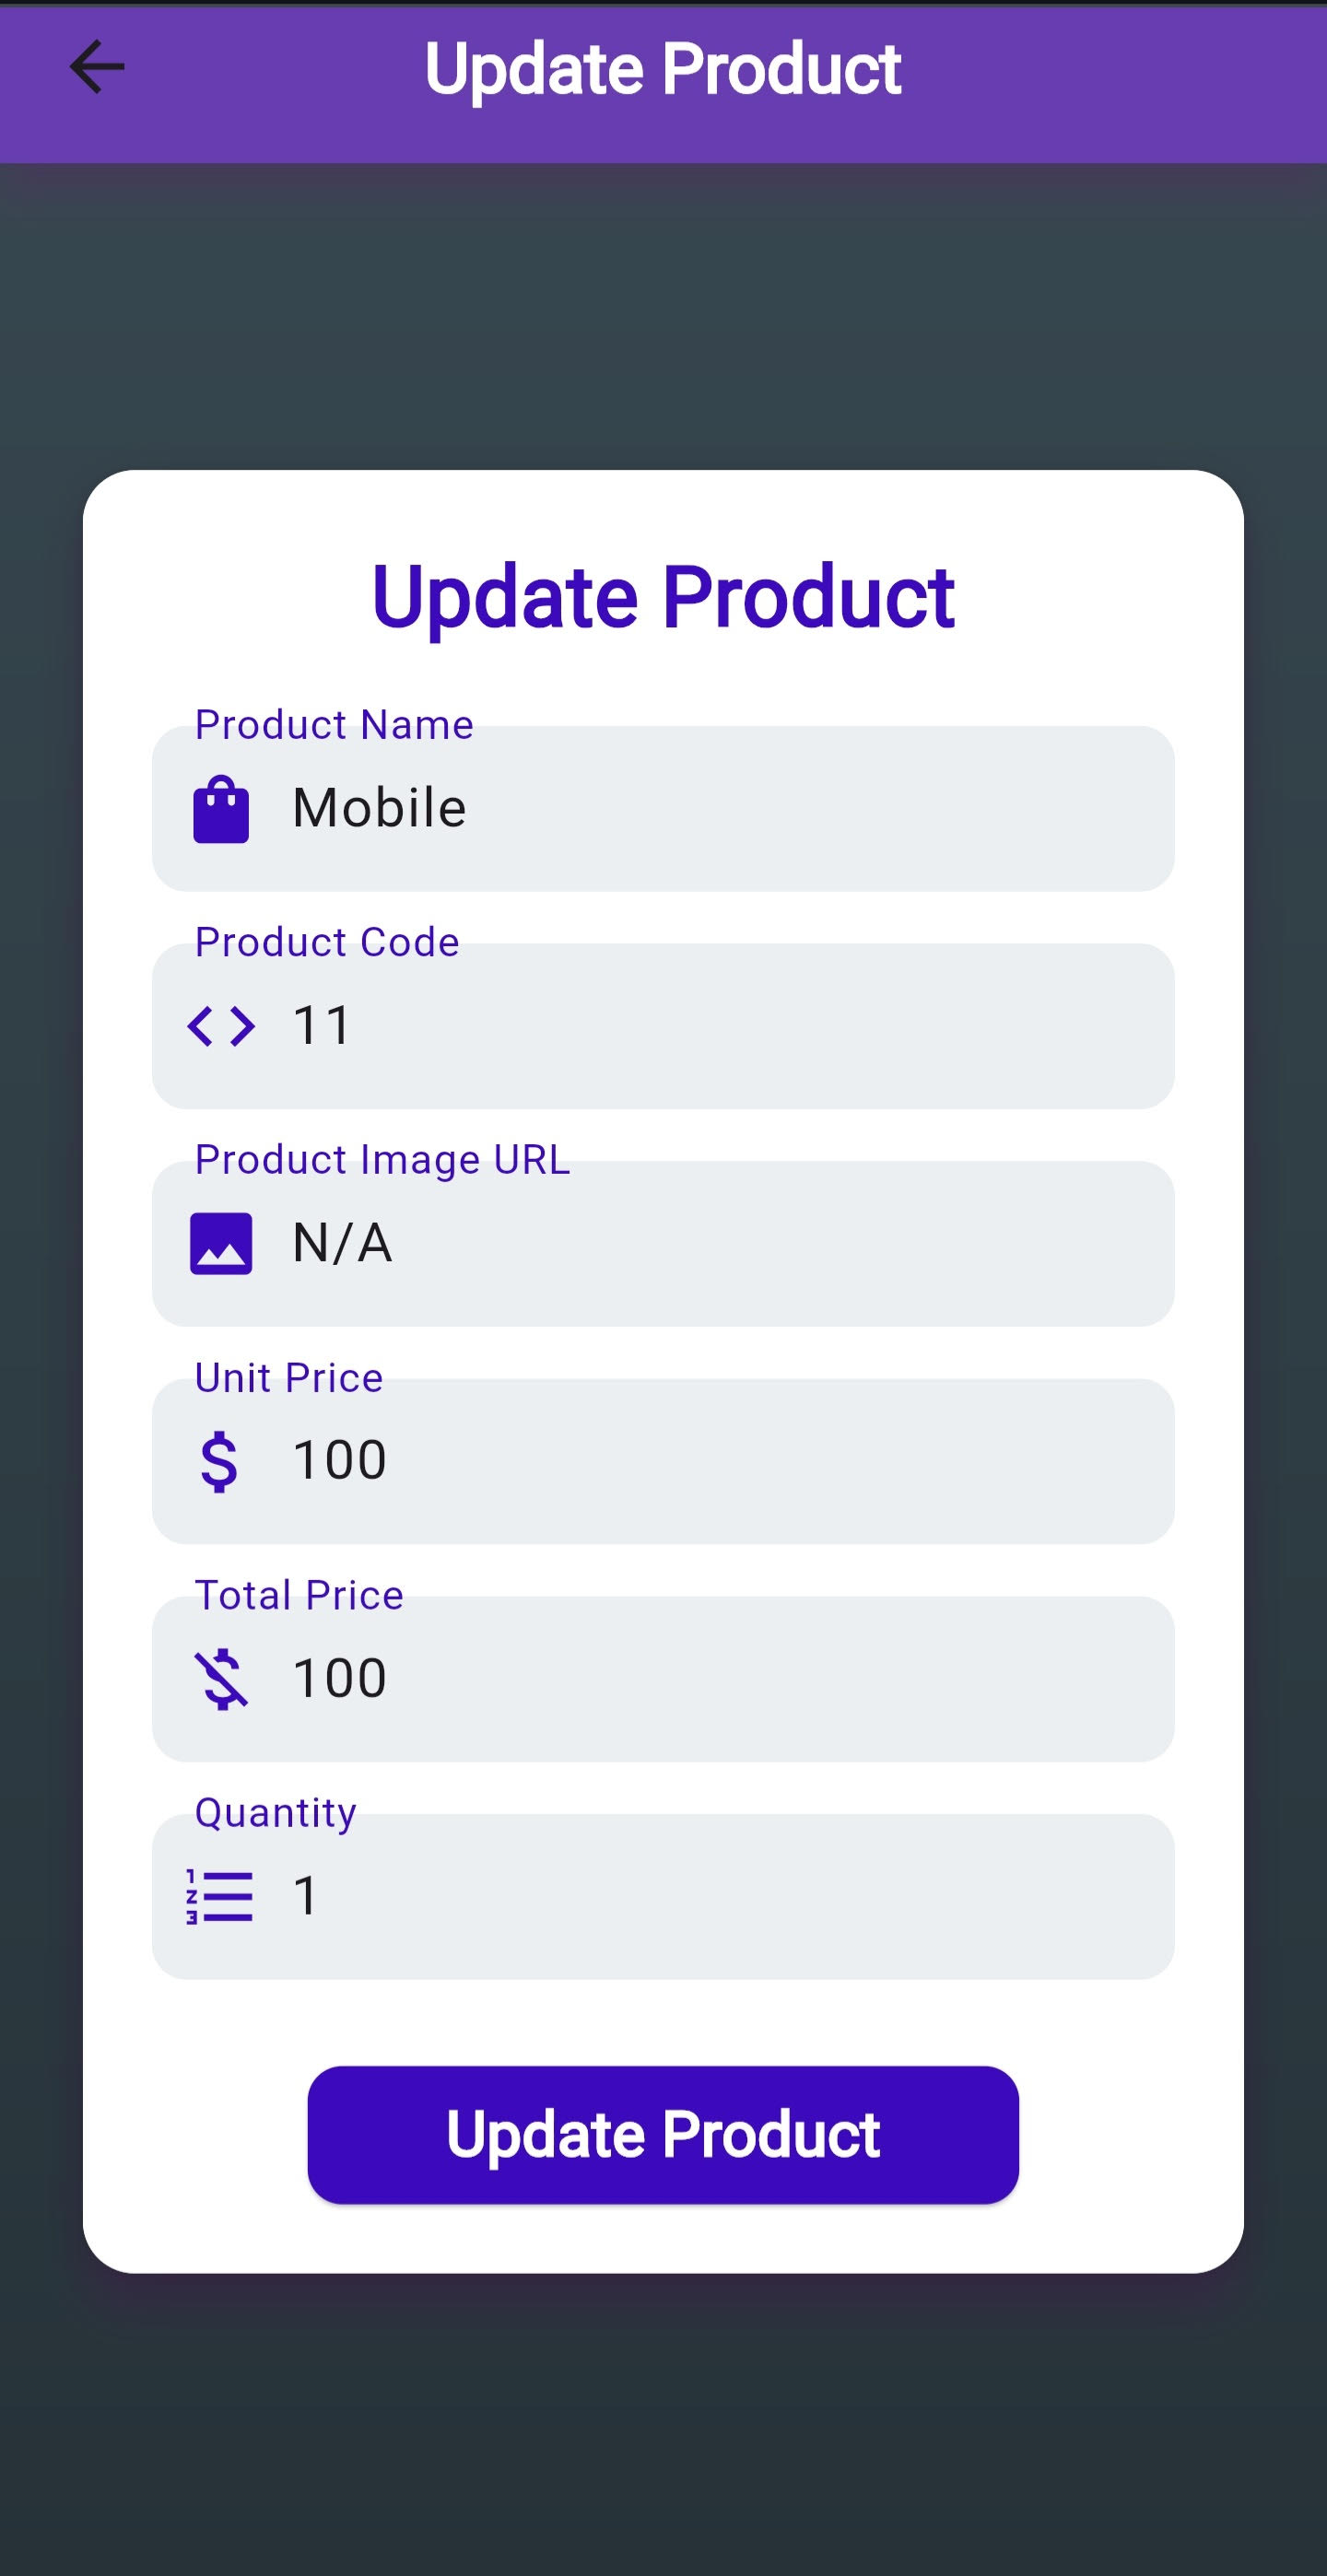 Update Product
Update Product
Product Name
Mobile
Product Code
11
Product Image URL
N/A
Unit Price
$ 100
Total Price
$ 100
Quantity
1
Update Product